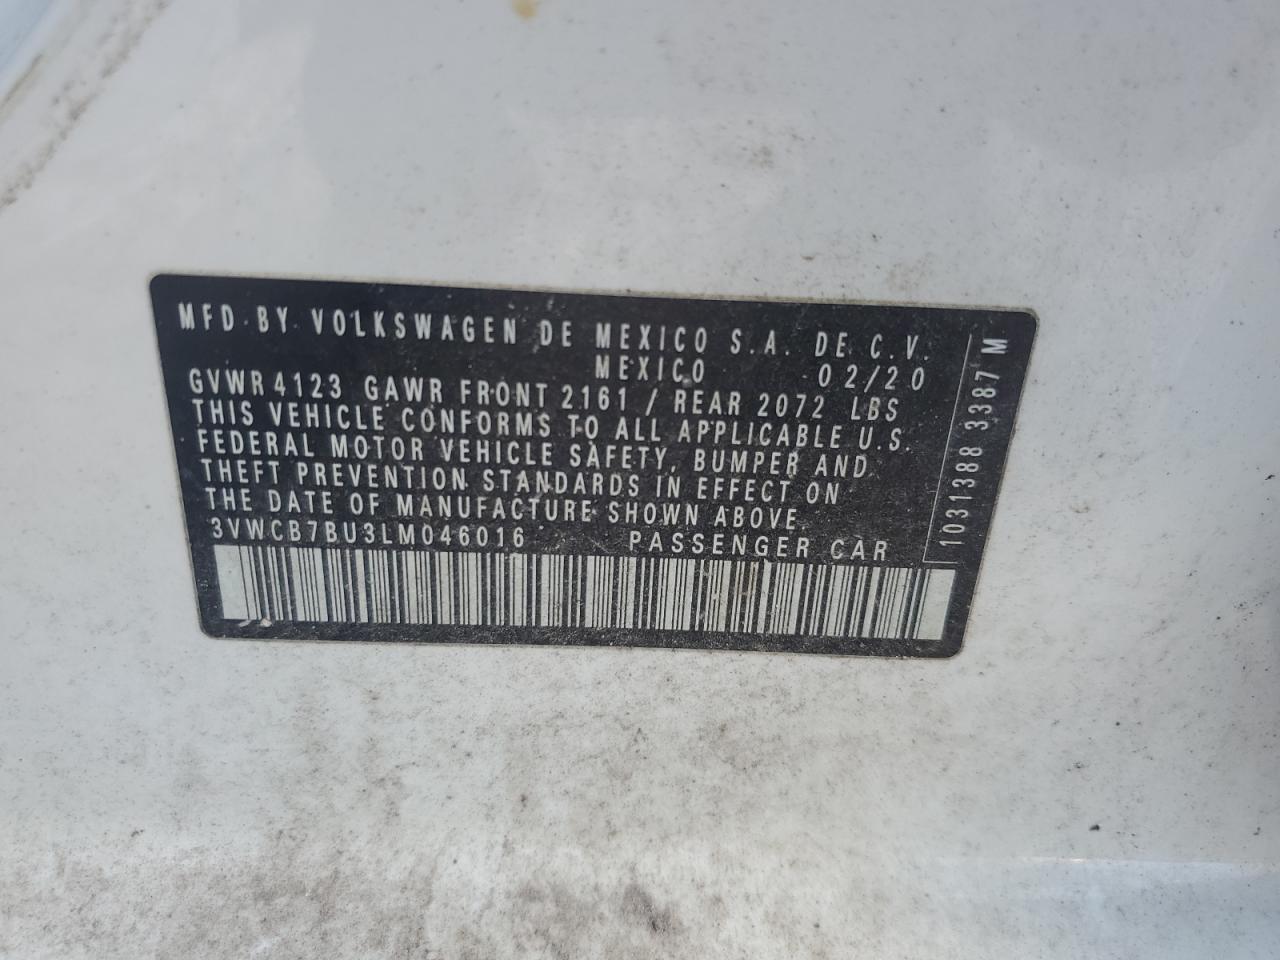 MFD. BY. VOLKSWAGEN DE MEXICO S.A. DE C.V.
MEXICO 02/20
GVWR 4123 GAWR FRONT 2161 / REAR 2072 LBS
THIS VEHICLE CONFORMS TO ALL APPLICABLE U.S.
FEDERAL MOTOR VEHICLE SAFETY, BUMPER AND
THEFT PREVENTION STANDARDS IN EFFECT ON
THE DATE OF MANUFACTURE SHOWN ABOVE.
3VWCB7BU3LM046016 PASSENGER CAR
1031388 3387 M